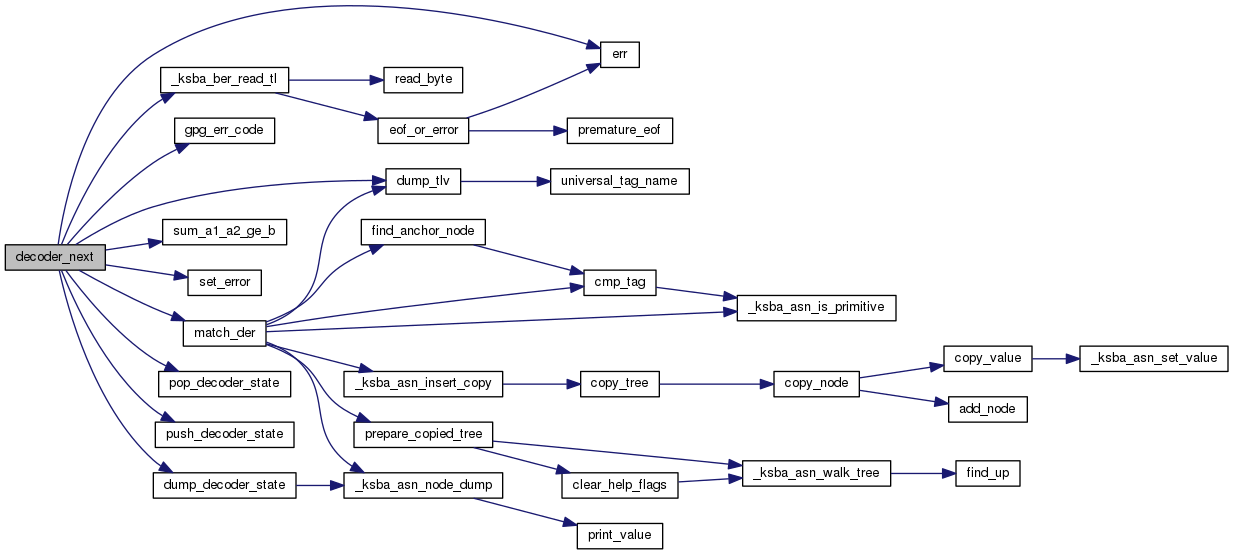 err
_ksba_ber_read_tl
read_byte
gpg_err_code
eof_or_error
premature_eof
dump_tlv
universal_tag_name
sum_a1_a2_ge_b
find_anchor_node
decoder_next
set_error
cmp_tag
_ksba_asn_is_primitive
match_der
copy_value
_ksba_asn_set_value
pop_decoder_state
_ksba_asn_insert_copy
copy_tree
copy_node
add_node
push_decoder_state
prepare_copied_tree
_ksba_asn_walk_tree
find_up
dump_decoder_state
_ksba_asn_node_dump
clear_help_flags
print_value